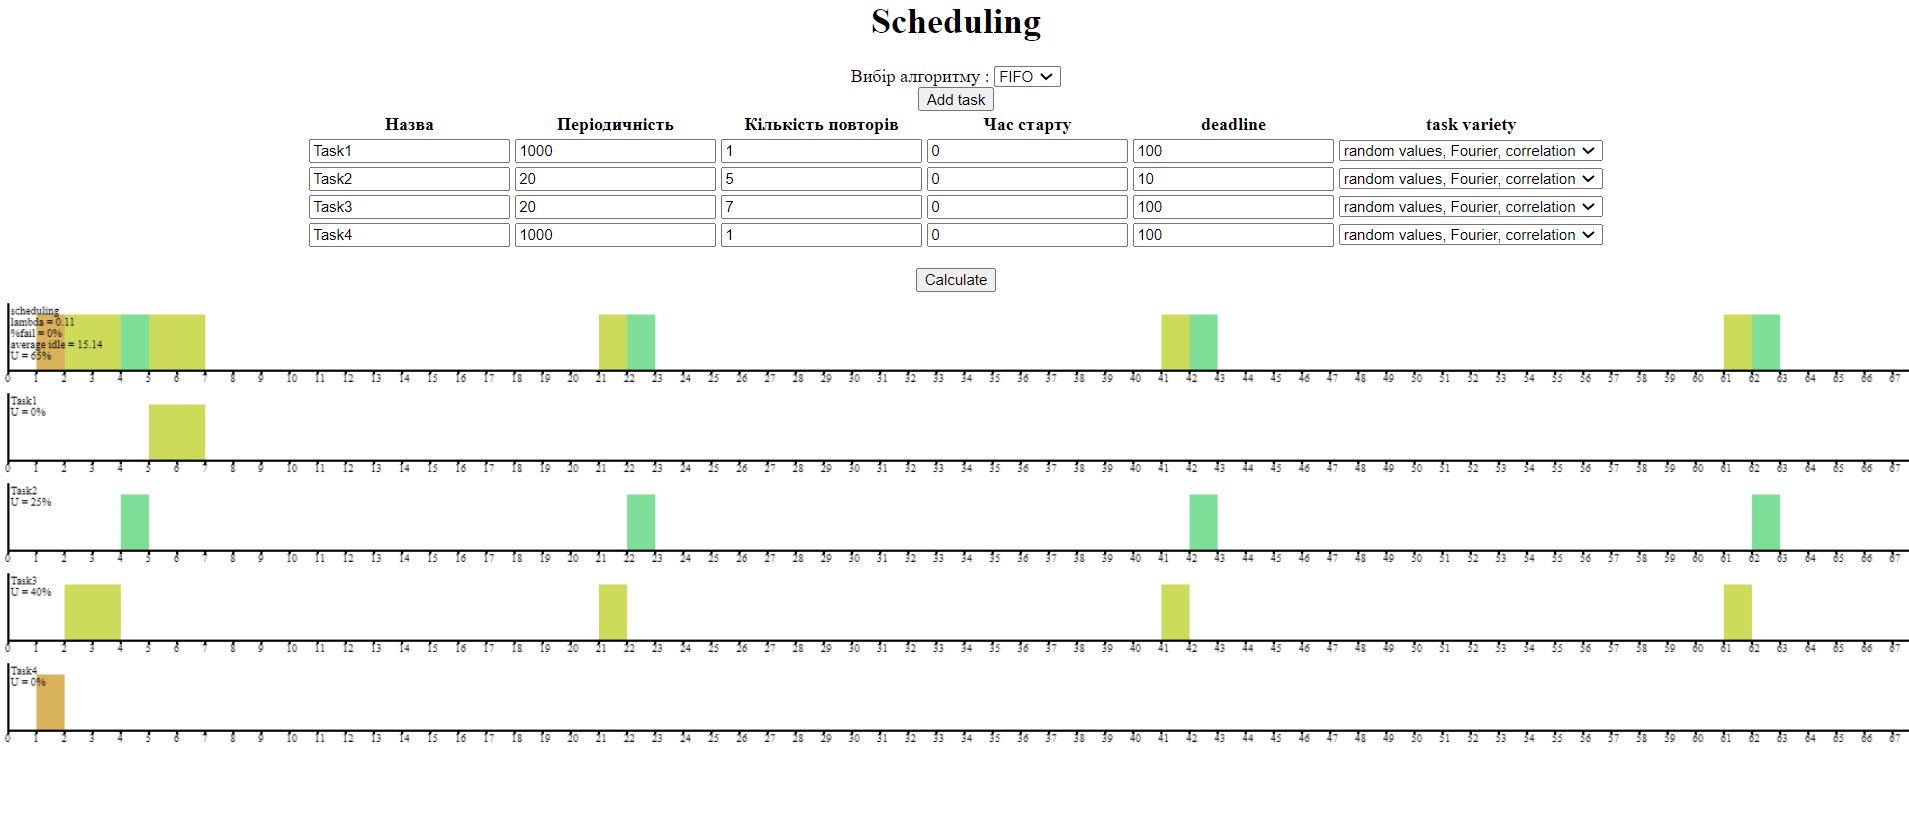 Scheduling
Вибір алгоритму : FIFO
Add task
Назва Періодичність Кількість повторів Час старту deadline task variety
Task1 1000 1 0 100 random values, Fourier, correlation
Task2 20 5 0 10 random values, Fourier, correlation
Task3 20 7 0 100 random values, Fourier, correlation
Task4 1000 1 0 100 random values, Fourier, correlation
Calculate
scheduling
lambda = 0.11
%fail = 0%
average idle = 15.14
U = 65%
0 1 2 3 4 5 6 7 8 9 10 11 12 13 14 15 16 17 18 19 20 21 22 23 24 25 26 27 28 29 30 31 32 33 34 35 36 37 38 39 40 41 42 43 44 45 46 47 48 49 50 51 52 53 54 55 56 57 58 59 60 61 62 63 64 65 66 67
Task1
U = 0%
0 1 2 3 4 5 6 7 8 9 10 11 12 13 14 15 16 17 18 19 20 21 22 23 24 25 26 27 28 29 30 31 32 33 34 35 36 37 38 39 40 41 42 43 44 45 46 47 48 49 50 51 52 53 54 55 56 57 58 59 60 61 62 63 64 65 66 67
Task2
U = 25%
0 1 2 3 4 5 6 7 8 9 10 11 12 13 14 15 16 17 18 19 20 21 22 23 24 25 26 27 28 29 30 31 32 33 34 35 36 37 38 39 40 41 42 43 44 45 46 47 48 49 50 51 52 53 54 55 56 57 58 59 60 61 62 63 64 65 66 67
Task3
U = 40%
0 1 2 3 4 5 6 7 8 9 10 11 12 13 14 15 16 17 18 19 20 21 22 23 24 25 26 27 28 29 30 31 32 33 34 35 36 37 38 39 40 41 42 43 44 45 46 47 48 49 50 51 52 53 54 55 56 57 58 59 60 61 62 63 64 65 66 67
Task4
U = 0%
0 1 2 3 4 5 6 7 8 9 10 11 12 13 14 15 16 17 18 19 20 21 22 23 24 25 26 27 28 29 30 31 32 33 34 35 36 37 38 39 40 41 42 43 44 45 46 47 48 49 50 51 52 53 54 55 56 57 58 59 60 61 62 63 64 65 66 67